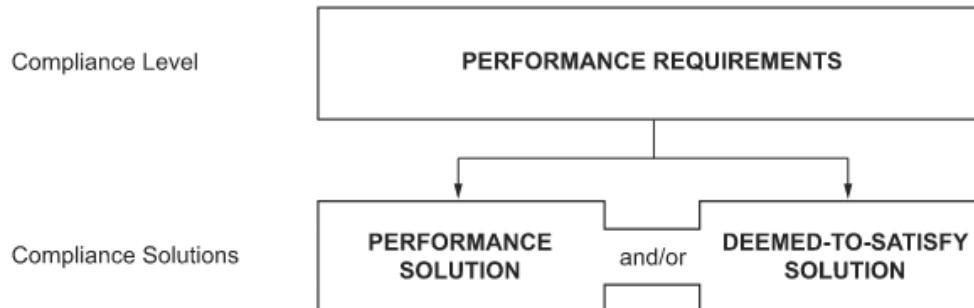 Compliance Level
PERFORMANCE REQUIREMENTS
Compliance Solutions
PERFORMANCE
SOLUTION
and/or
DEEMED-TO-SATISFY
SOLUTION